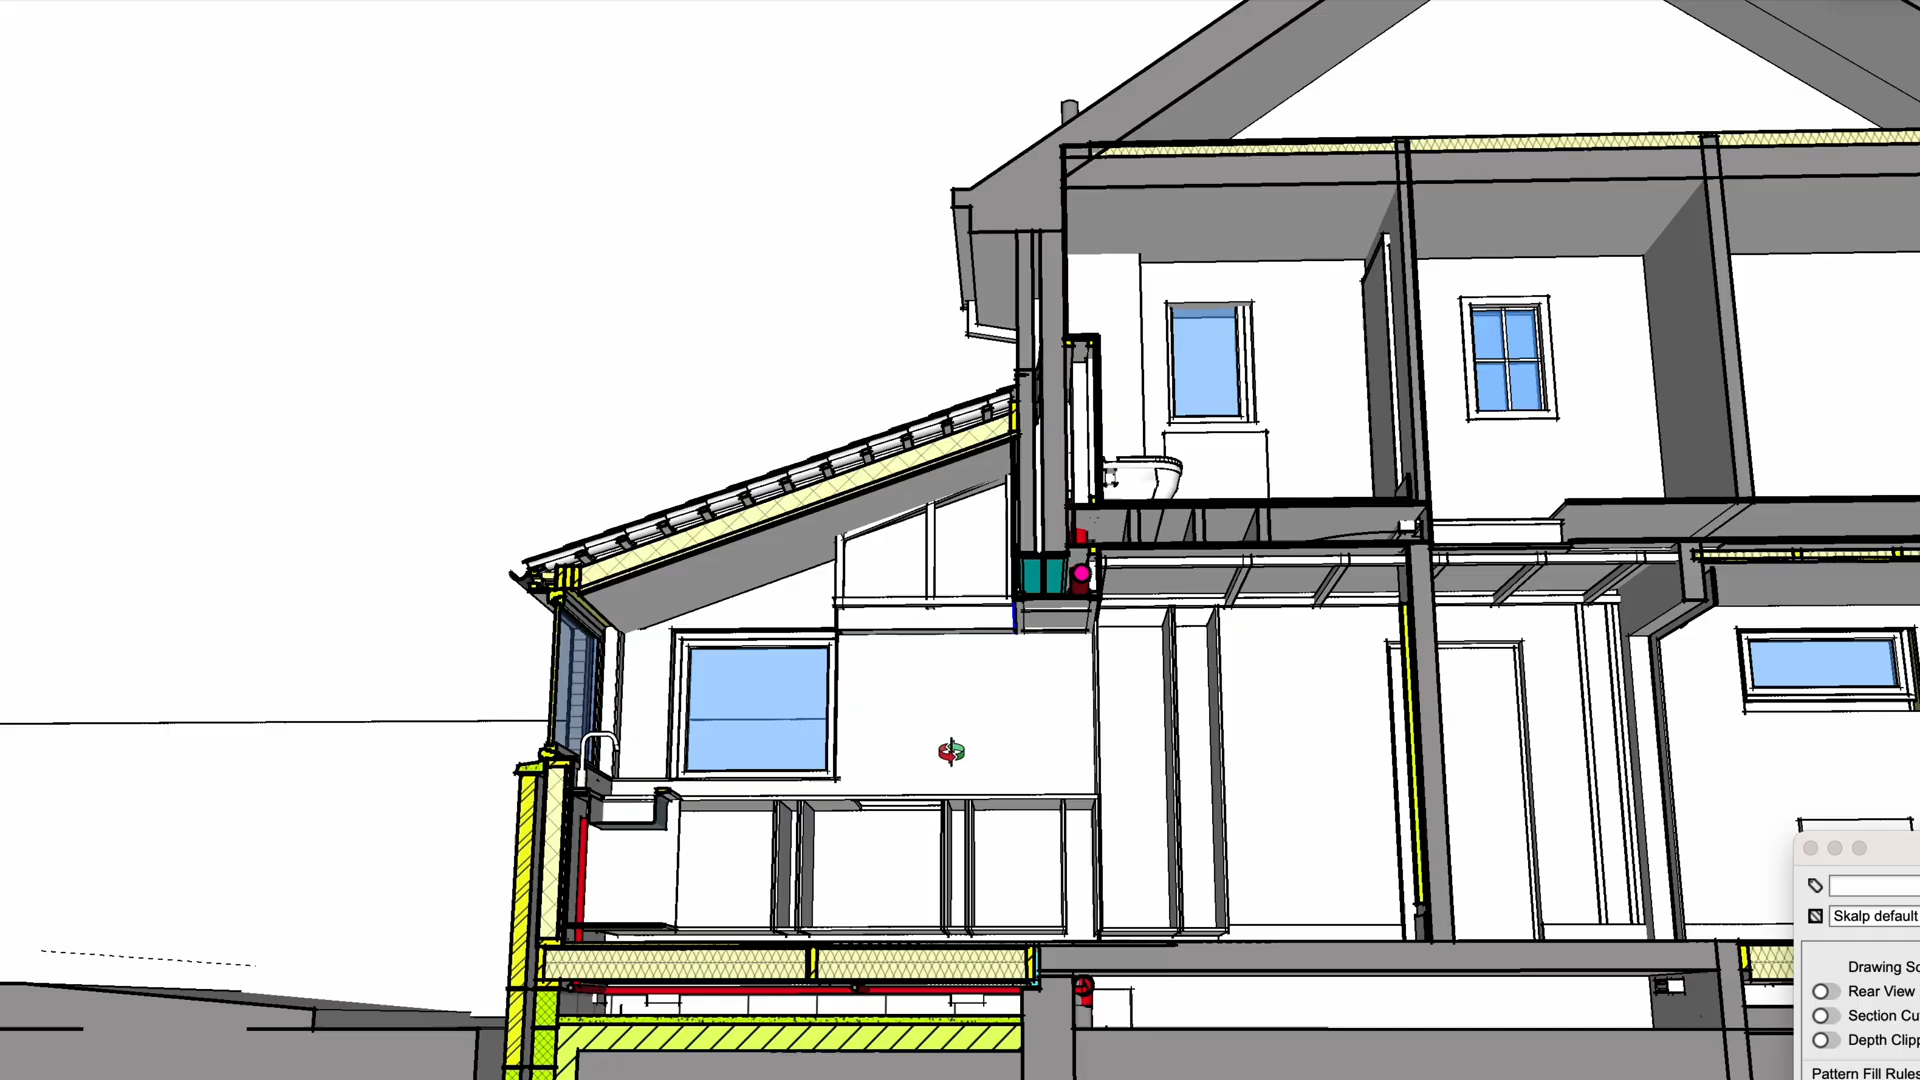 Skalp default
Drawing Sc
Rear View
Section Cu
Depth Clipp
Pattern Fill Rules